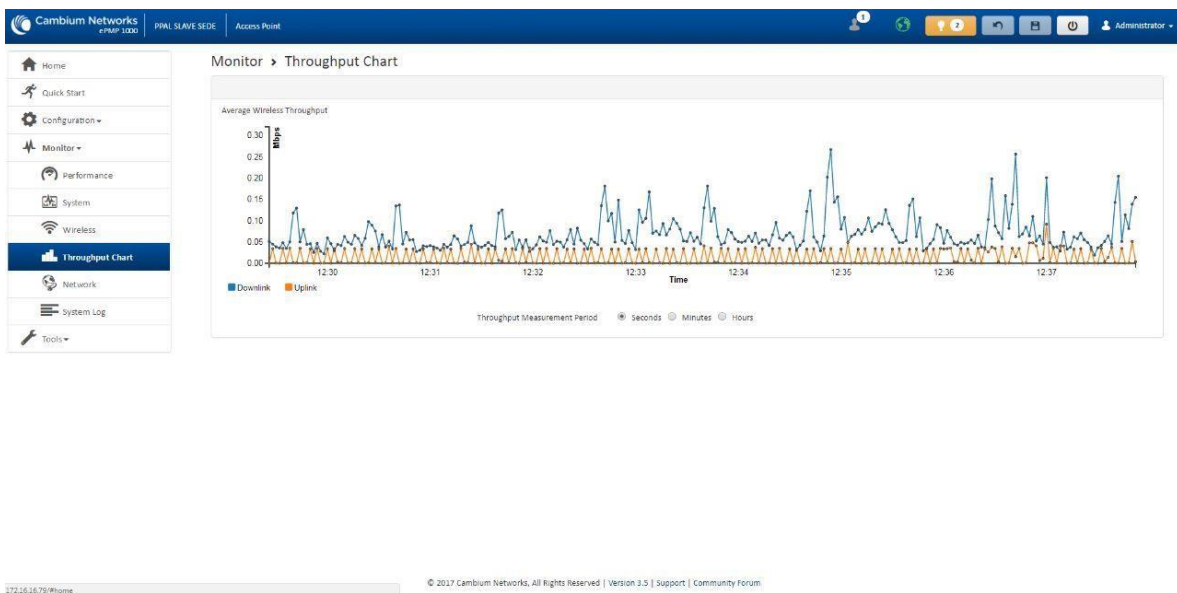 Cambium Networks
ePMP 1000
PPAL SLAVE SEDE
Access Point
1
2
Administrator
Home
Quick Start
Configuration
Monitor
Performance
System
Wireless
Throughput Chart
Network
System Log
Tools
Monitor > Throughput Chart
Average Wireless Throughput
Mbps
0.30
0.25
0.20
0.15
0.10
0.05
0.00
12:30 12:31 12:32 12:33 12:34 12:35 12:36 12:37
Time
Downlink Uplink
Throughput Measurement Period Seconds Minutes Hours
© 2017 Cambium Networks, All Rights Reserved | Version 3.5 | Support | Community Forum
172.16.16.79/#home